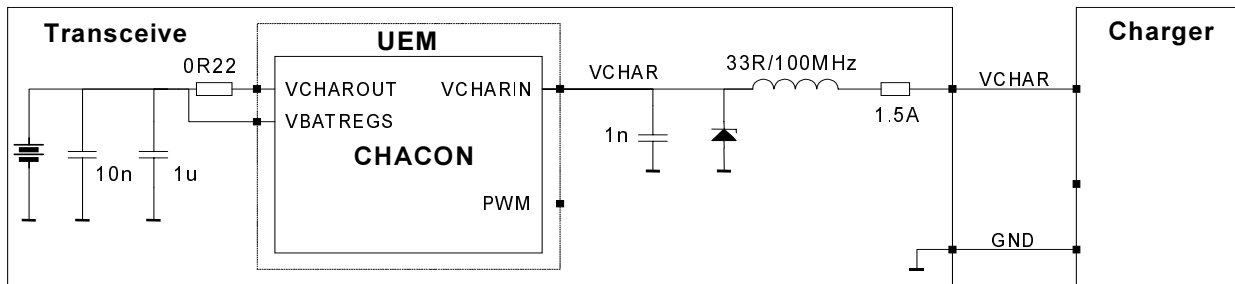 Transceive
UEM
Charger
0R22
VCHAR
33R/100MHz
VCHAROUT
VCHARIN
VCHAR
1.5A
VBATREGS
CHACON
1n
10n
1u
PWM
GND